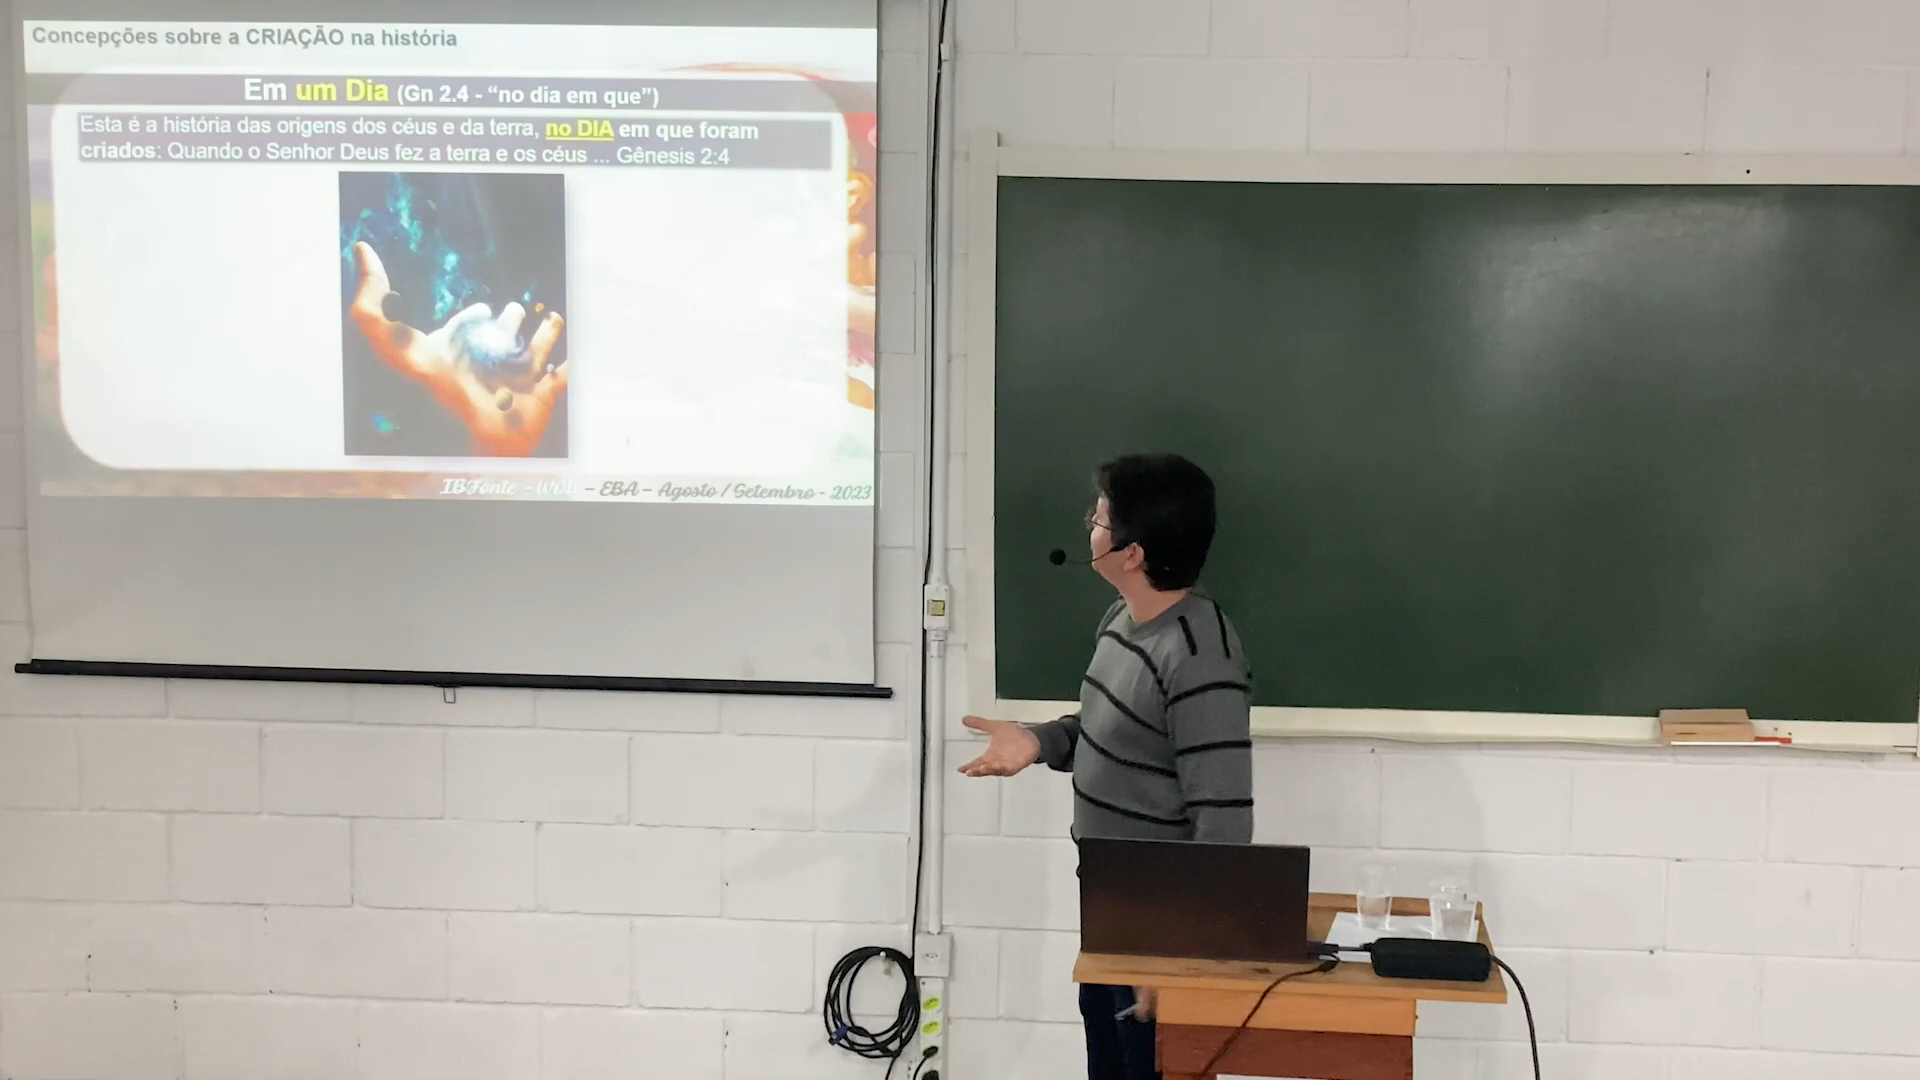 Concepções sobre a CRIAÇÃO na história
Em um Dia (Gn 2.4 - “no dia em que”)
Esta é a história das origens dos céus e da terra, no DIA em que foram
criados: Quando o Senhor Deus fez a terra e os céus ... Gênesis 2:4
IBFonte - – EBA – Agosto / Setembro - 2023